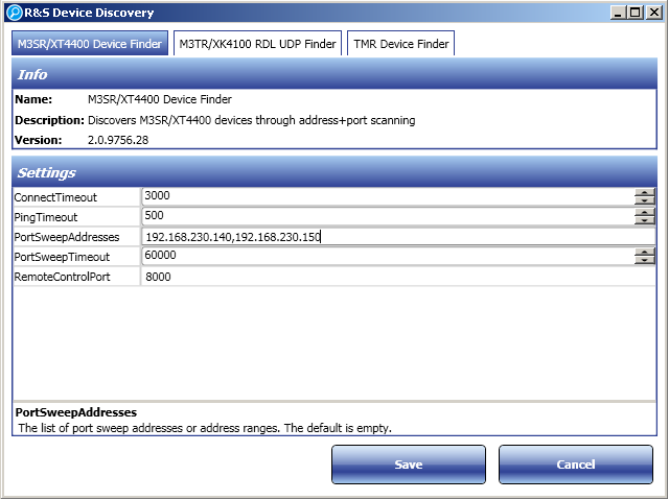 R&S Device Discovery
M3SR/XT4400 Device Finder M3TR/XK4100 RDL UDP Finder TMR Device Finder
Info
Name: M3SR/XT4400 Device Finder
Description: Discovers M3SR/XT4400 devices through address+port scanning
Version: 2.0.9756.28
Settings
ConnectTimeout 3000
PingTimeout 500
PortSweepAddresses 192.168.230.140,192.168.230.150
PortSweepTimeout 60000
RemoteControlPort 8000
PortSweepAddresses
The list of port sweep addresses or address ranges. The default is empty.
Save Cancel